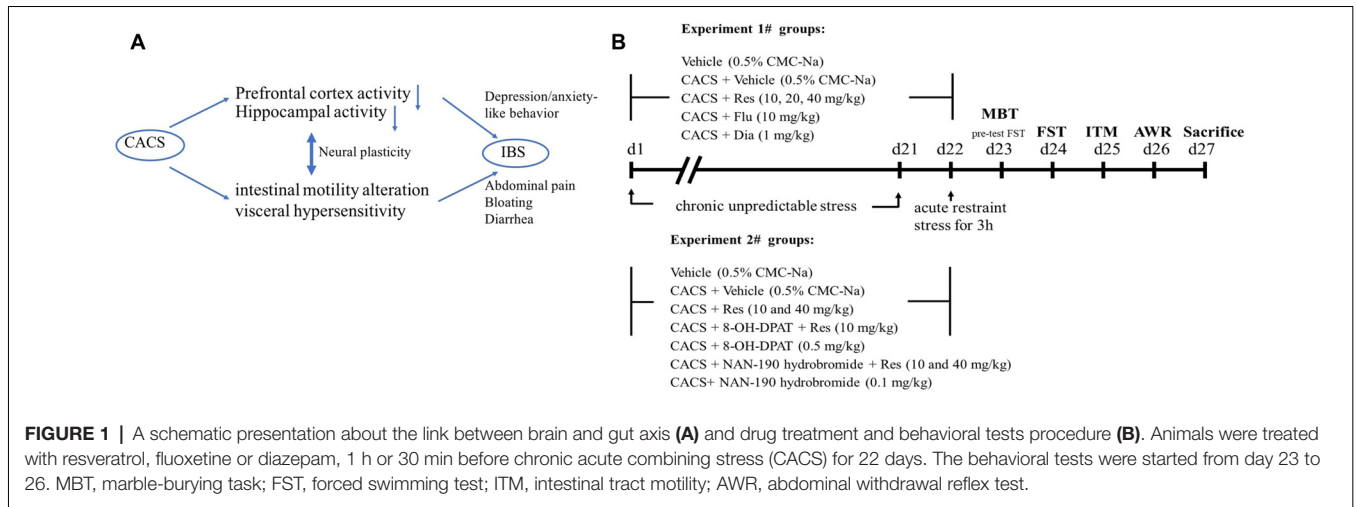 A
Prefrontal cortex activity
Hippocampal activity
Depression/anxiety-
like behavior
CACS
Neural plasticity
IBS
intestinal motility alteration
visceral hypersensitivity
Abdominal pain
Bloating
Diarrhea
B
Experiment 1# groups:
Vehicle (0.5% CMC-Na)
CACS + Vehicle (0.5% CMC-Na)
CACS + Res (10, 20, 40 mg/kg)
CACS + Flu (10 mg/kg)
CACS + Dia (1 mg/kg)
MBT
pre-test FST FST ITM AWR Sacrifice
d1 d21 d22 d23 d24 d25 d26 d27
chronic unpredictable stress
acute restraint
stress for 3h
Experiment 2# groups:
Vehicle (0.5% CMC-Na)
CACS + Vehicle (0.5% CMC-Na)
CACS + Res (10 and 40 mg/kg)
CACS + 8-OH-DPAT + Res (10 mg/kg)
CACS + 8-OH-DPAT (0.5 mg/kg)
CACS + NAN-190 hydrobromide + Res (10 and 40 mg/kg)
CACS+ NAN-190 hydrobromide (0.1 mg/kg)
FIGURE 1 | A schematic presentation about the link between brain and gut axis (A) and drug treatment and behavioral tests procedure (B). Animals were treated
with resveratrol, fluoxetine or diazepam, 1 h or 30 min before chronic acute combining stress (CACS) for 22 days. The behavioral tests were started from day 23 to
26. MBT, marble-burying task; FST, forced swimming test; ITM, intestinal tract motility; AWR, abdominal withdrawal reflex test.